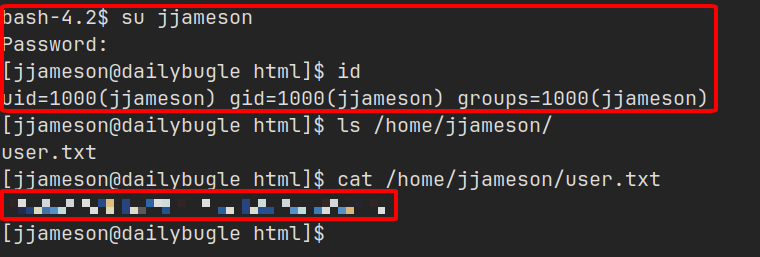 bash-4.2$ su jjameson
Password:
[jjameson@dailybugle html]$ id
uid=1000(jjameson) gid=1000(jjameson) groups=1000(jjameson)
[jjameson@dailybugle html]$ ls /home/jjameson/
user.txt
[jjameson@dailybugle html]$ cat /home/jjameson/user.txt
[jjameson@dailybugle html]$